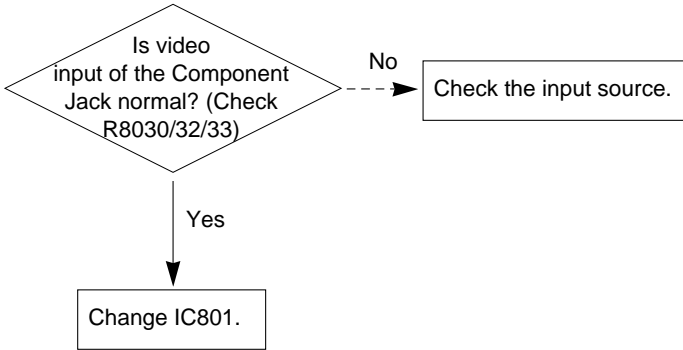 Is video
input of the Component
Jack normal? (Check
R8030/32/33)
No
Check the input source.
Yes
Change IC801.